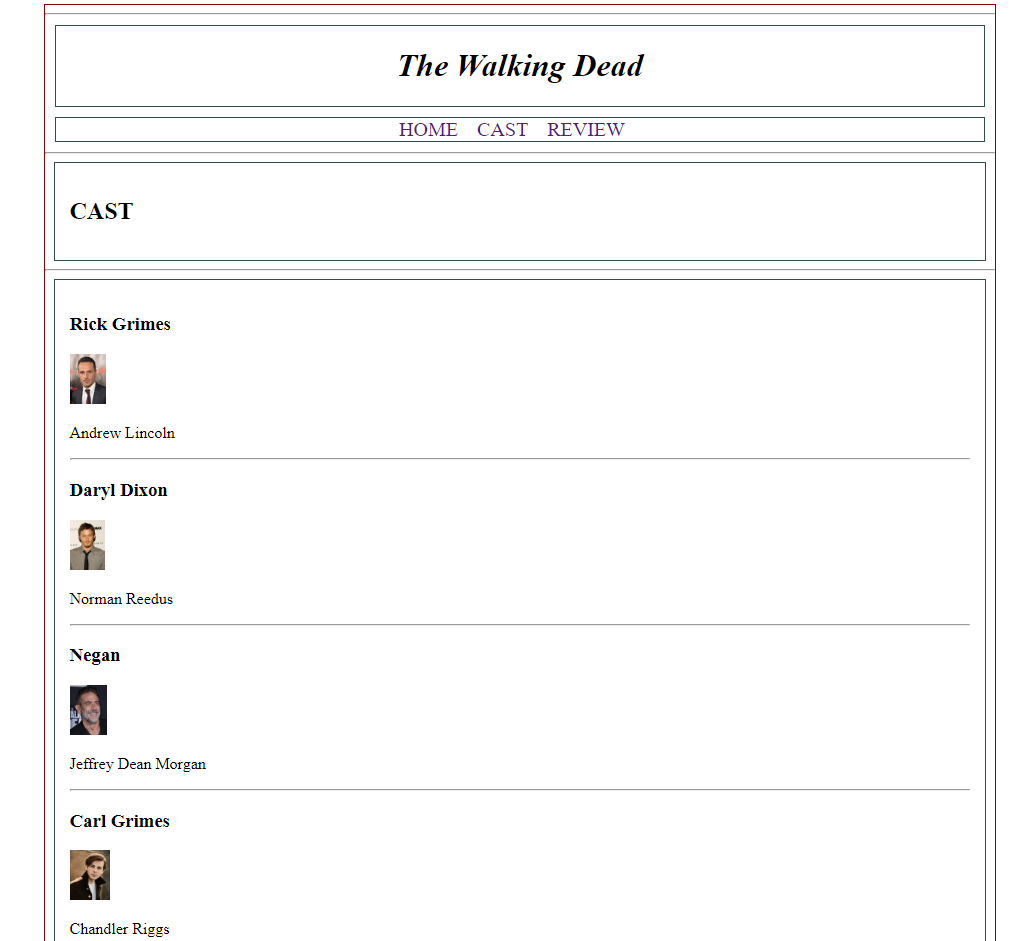 The Walking Dead
HOME CAST REVIEW
CAST
Rick Grimes
Andrew Lincoln
Daryl Dixon
Norman Reedus
Negan
Jeffrey Dean Morgan
Carl Grimes
Chandler Riggs